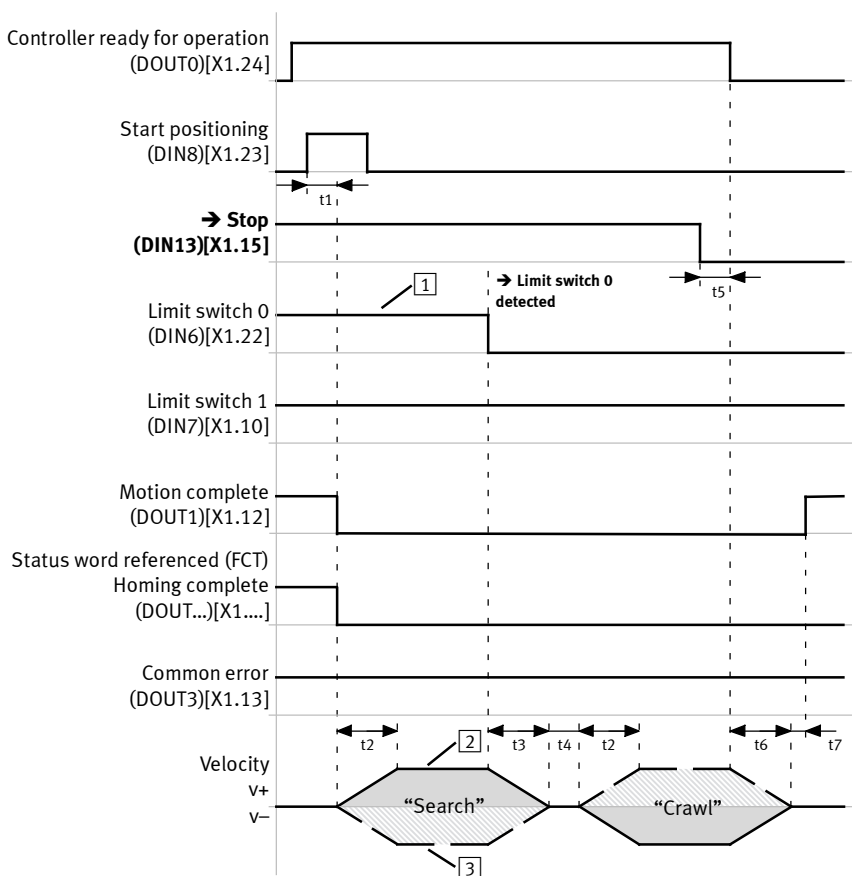 Controller ready for operation
(DOUT0)[X1.24]
Start positioning
(DIN8)[X1.23]
t1
➔ Stop
(DIN13)[X1.15]
t5
1
➔ Limit switch 0
detected
Limit switch 0
(DIN6)[X1.22]
Limit switch 1
(DIN7)[X1.10]
Motion complete
(DOUT1)[X1.12]
Status word referenced (FCT)
Homing complete
(DOUT...)[X1....]
Common error
(DOUT3)[X1.13]
t2
2
t3
t4
t2
t6
t7
Velocity
v+
v–
“Search”
“Crawl”
3